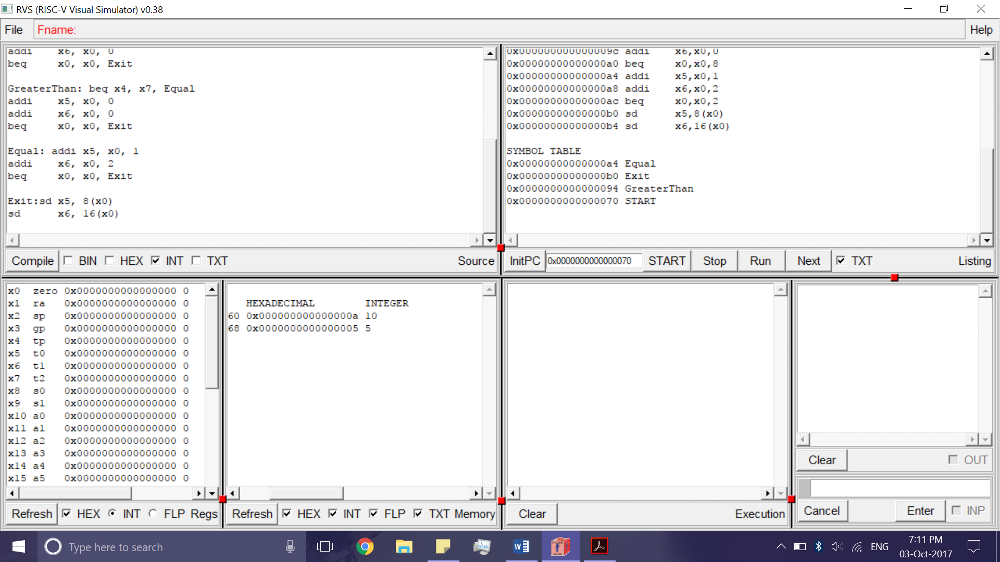 RVS (RISC-V Visual Simulator) v0.38
File Fname: Help
addi x6, x0, 0
beq x0, x0, Exit
GreaterThan: beq x4, x7, Equal
addi x5, x0, 0
addi x6, x0, 0
beq x0, x0, Exit
Equal: addi x5, x0, 1
addi x6, x0, 2
beq x0, x0, Exit
Exit:sd x5, 8(x0)
sd x6, 16(x0)
Compile BIN HEX INT TXT Source
0x000000000000009c addi x6,x0,0
0x00000000000000a0 beq x0,x0,8
0x00000000000000a4 addi x5,x0,1
0x00000000000000a8 addi x6,x0,2
0x00000000000000ac beq x0,x0,2
0x00000000000000b0 sd x5,8(x0)
0x00000000000000b4 sd x6,16(x0)
SYMBOL TABLE
0x00000000000000a4 Equal
0x00000000000000b0 Exit
0x0000000000000094 GreaterThan
0x0000000000000070 START
InitPC 0x0000000000000070 START Stop Run Next TXT Listing
x0 zero 0x0000000000000000 0
x1 ra 0x0000000000000000 0
x2 sp 0x0000000000000000 0
x3 gp 0x0000000000000000 0
x4 tp 0x0000000000000000 0
x5 t0 0x0000000000000000 0
x6 t1 0x0000000000000000 0
x7 t2 0x0000000000000000 0
x8 s0 0x0000000000000000 0
x9 s1 0x0000000000000000 0
x10 a0 0x0000000000000000 0
x11 a1 0x0000000000000000 0
x12 a2 0x0000000000000000 0
x13 a3 0x0000000000000000 0
x14 a4 0x0000000000000000 0
x15 a5 0x0000000000000000 0
Refresh HEX INT FLP Regs
HEXADECIMAL INTEGER
60 0x000000000000000a 10
68 0x0000000000000005 5
Refresh HEX INT FLP TXT Memory
Clear Execution
Clear OUT
Cancel Enter INP
Type here to search
ENG
7:11 PM
03-Oct-2017